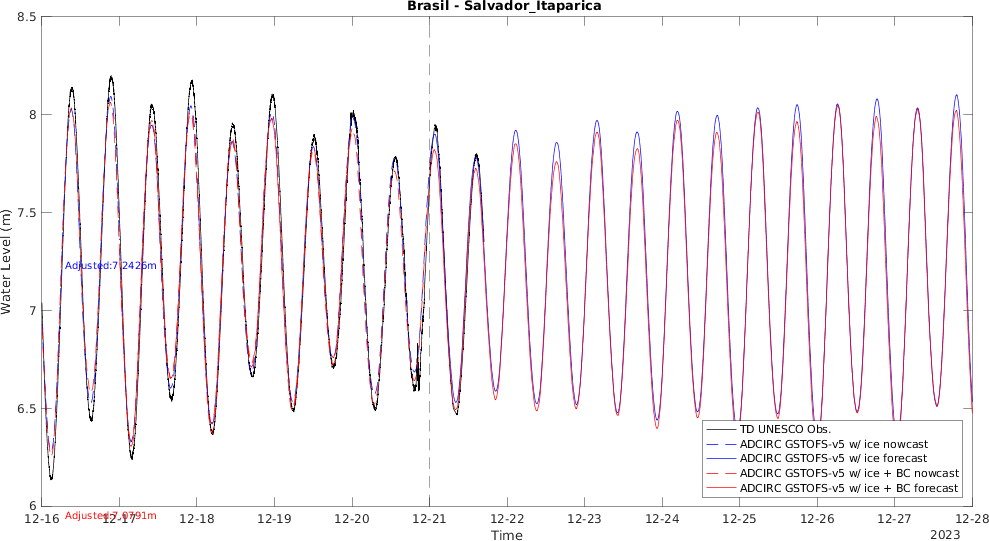 Brasil - Salvador_Itaparica
8.5
8
7.5
7
6.5
6
Water Level (m)
Adjusted:7.2426m
Adjusted:7.0791m
TD UNESCO Obs.
ADCIRC GSTOFS-v5 w/ ice nowcast
ADCIRC GSTOFS-v5 w/ ice forecast
ADCIRC GSTOFS-v5 w/ ice + BC nowcast
ADCIRC GSTOFS-v5 w/ ice + BC forecast
12-16 12-17 12-18 12-19 12-20 12-21 12-22 12-23 12-24 12-25 12-26 12-27 12-28
Time
2023